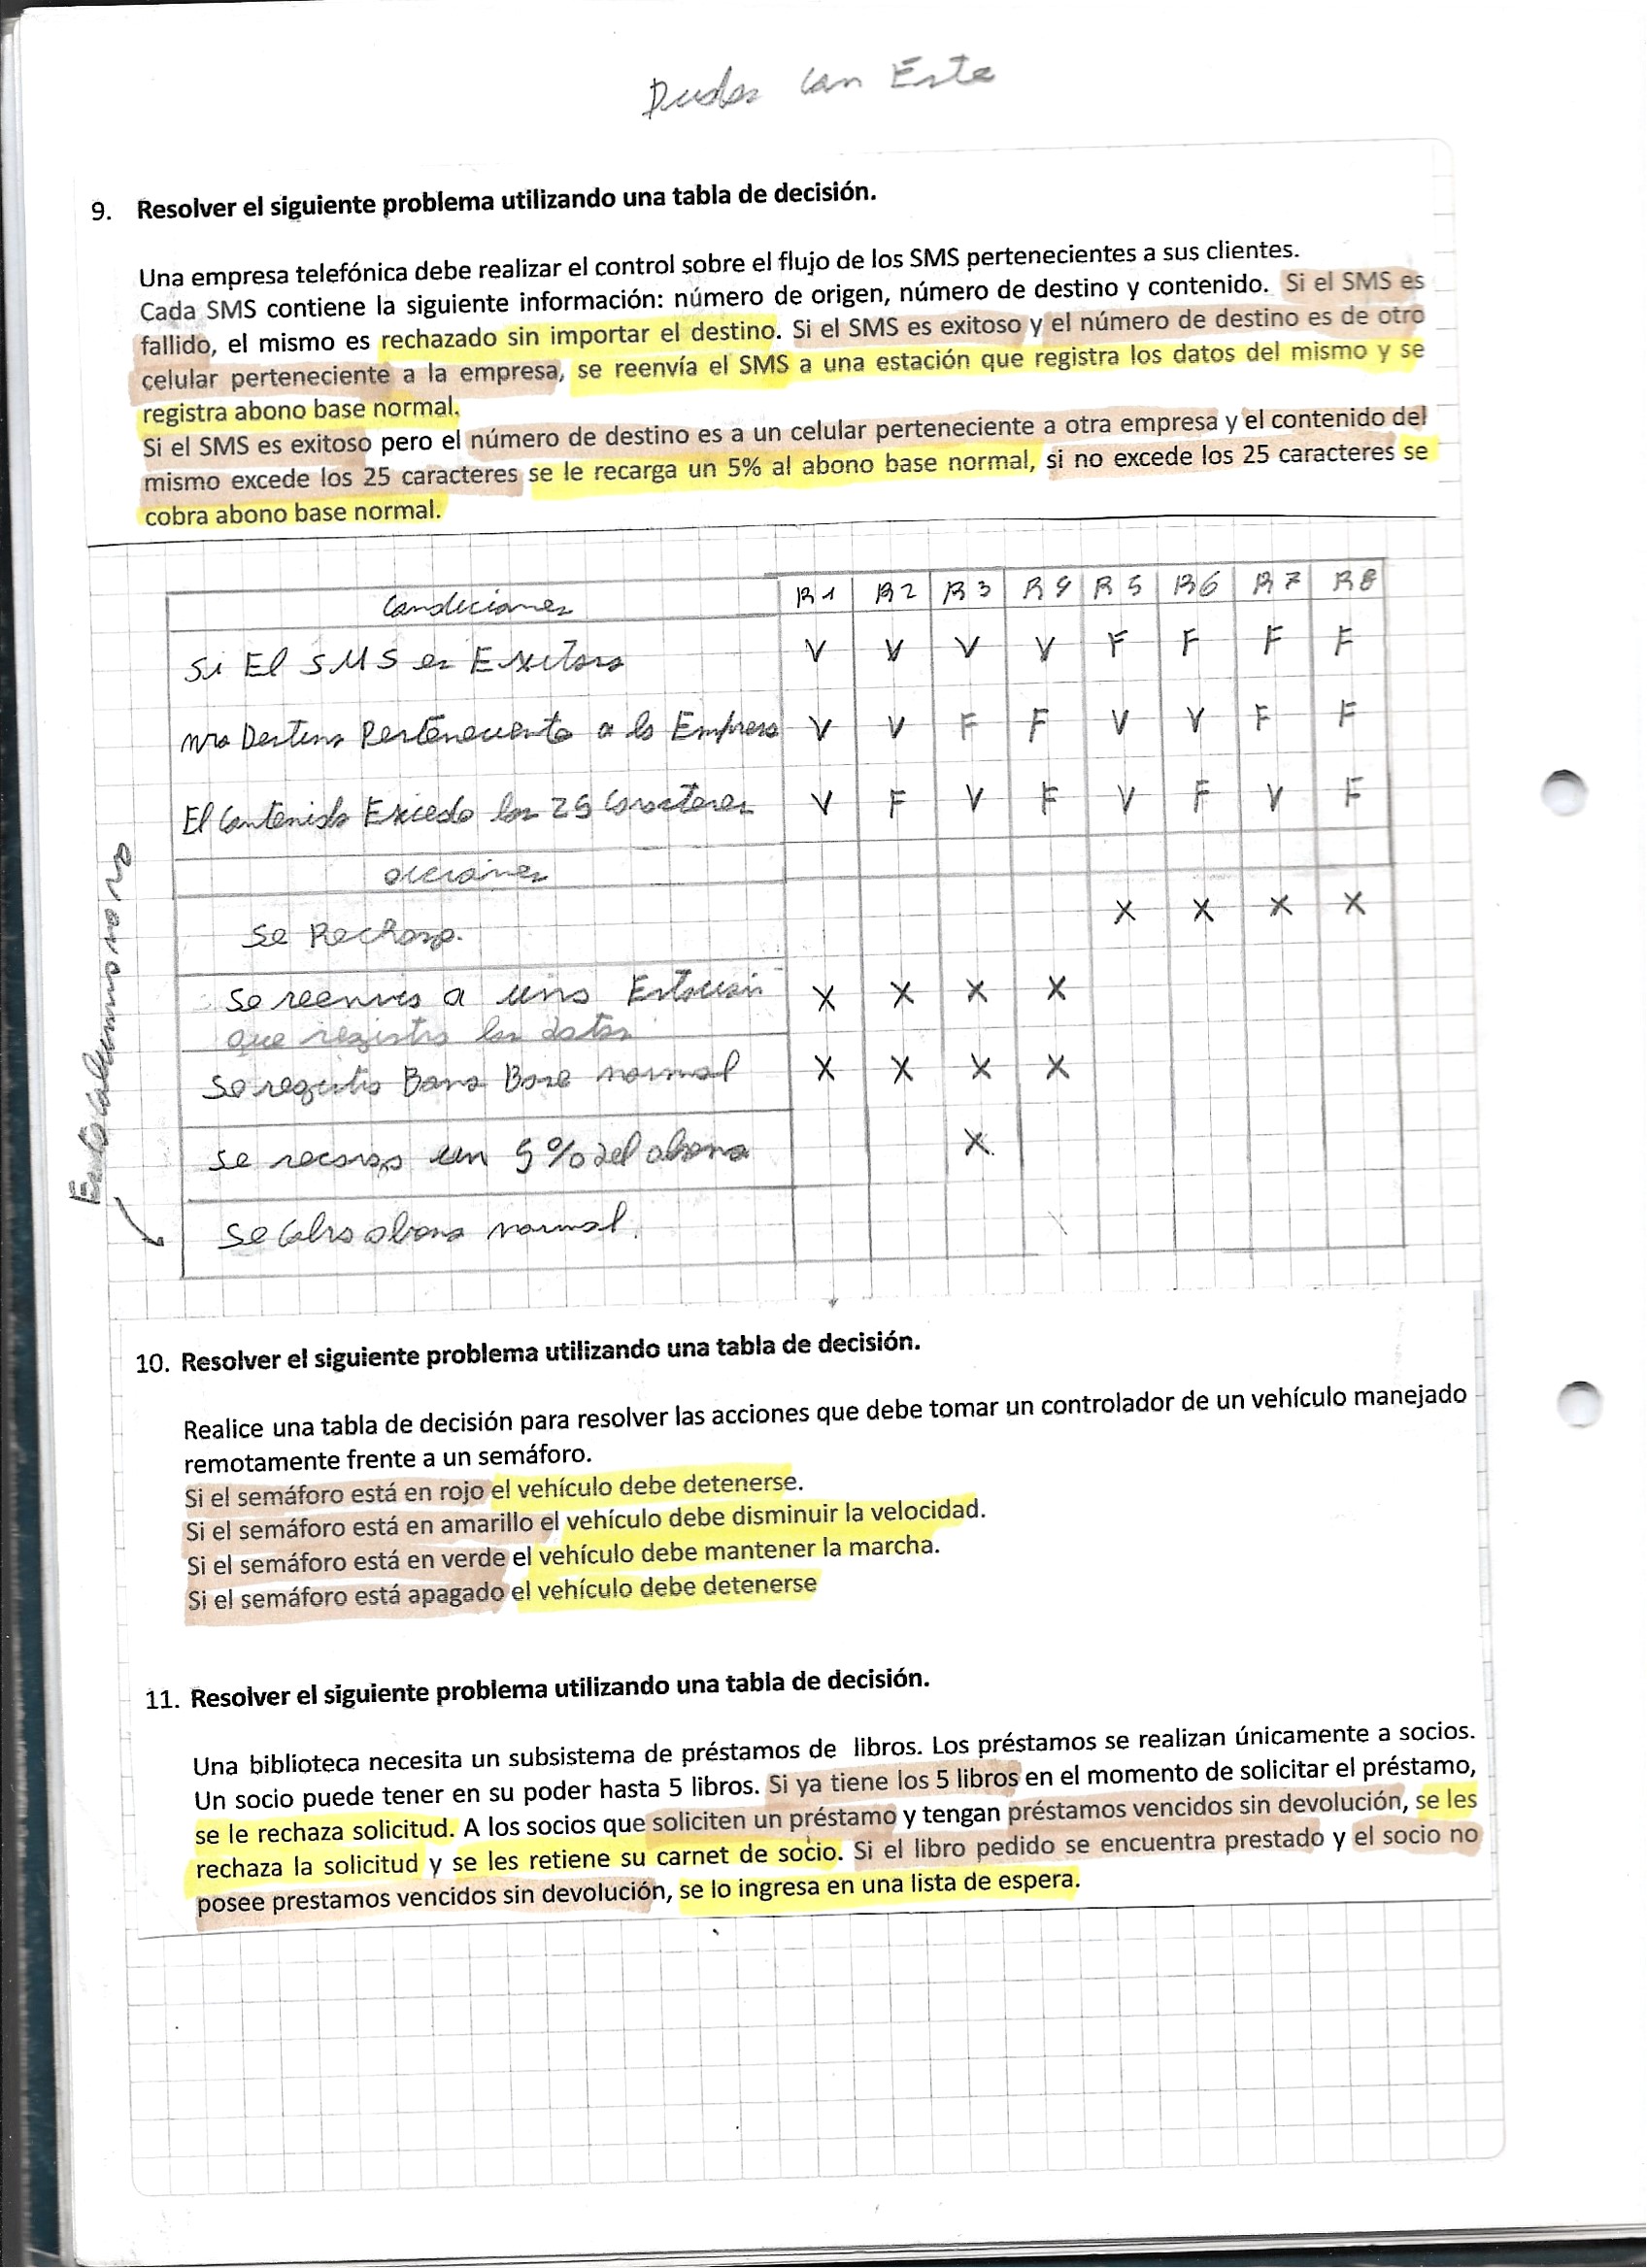 Dudas con Este
9. Resolver el siguiente problema utilizando una tabla de decisión.
Una empresa telefónica debe realizar el control sobre el flujo de los SMS pertenecientes a sus clientes.
Cada SMS contiene la siguiente información: número de origen, número de destino y contenido. Si el SMS es
fallido, el mismo es rechazado sin importar el destino. Si el SMS es exitoso y el número de destino es de otro
celular perteneciente a la empresa, se reenvía el SMS a una estación que registra los datos del mismo y se
registra abono base normal.
Si el SMS es exitoso pero el número de destino es a un celular perteneciente a otra empresa y el contenido del
mismo excede los 25 caracteres se le recarga un 5% al abono base normal, si no excede los 25 caracteres se
cobra abono base normal.
Condiciones R1 R2 R3 R4 R5 R6 R7 R8
Si El SMS es Exitoso V V V V F F F F
nro Destino Perteneciente a la Empresa V V F F V V F F
El Contenido Excede los 25 Caracteres V F V F V F V F
acciones
Se Rechaza. X X X X
Se reenvia a una Estacion X X X X
que registra los datos
Se registra Bono Base normal X X X X
se recarga un 5% del abono X
Se Cobra abono normal.
Esta columna no va
10. Resolver el siguiente problema utilizando una tabla de decisión.
Realice una tabla de decisión para resolver las acciones que debe tomar un controlador de un vehículo manejado
remotamente frente a un semáforo.
Si el semáforo está en rojo el vehículo debe detenerse.
Si el semáforo está en amarillo el vehículo debe disminuir la velocidad.
Si el semáforo está en verde el vehículo debe mantener la marcha.
Si el semáforo está apagado el vehículo debe detenerse
11. Resolver el siguiente problema utilizando una tabla de decisión.
Una biblioteca necesita un subsistema de préstamos de libros. Los préstamos se realizan únicamente a socios.
Un socio puede tener en su poder hasta 5 libros. Si ya tiene los 5 libros en el momento de solicitar el préstamo,
se le rechaza solicitud. A los socios que soliciten un préstamo y tengan préstamos vencidos sin devolución, se les
rechaza la solicitud y se les retiene su carnet de socio. Si el libro pedido se encuentra prestado y el socio no
posee prestamos vencidos sin devolución, se lo ingresa en una lista de espera.